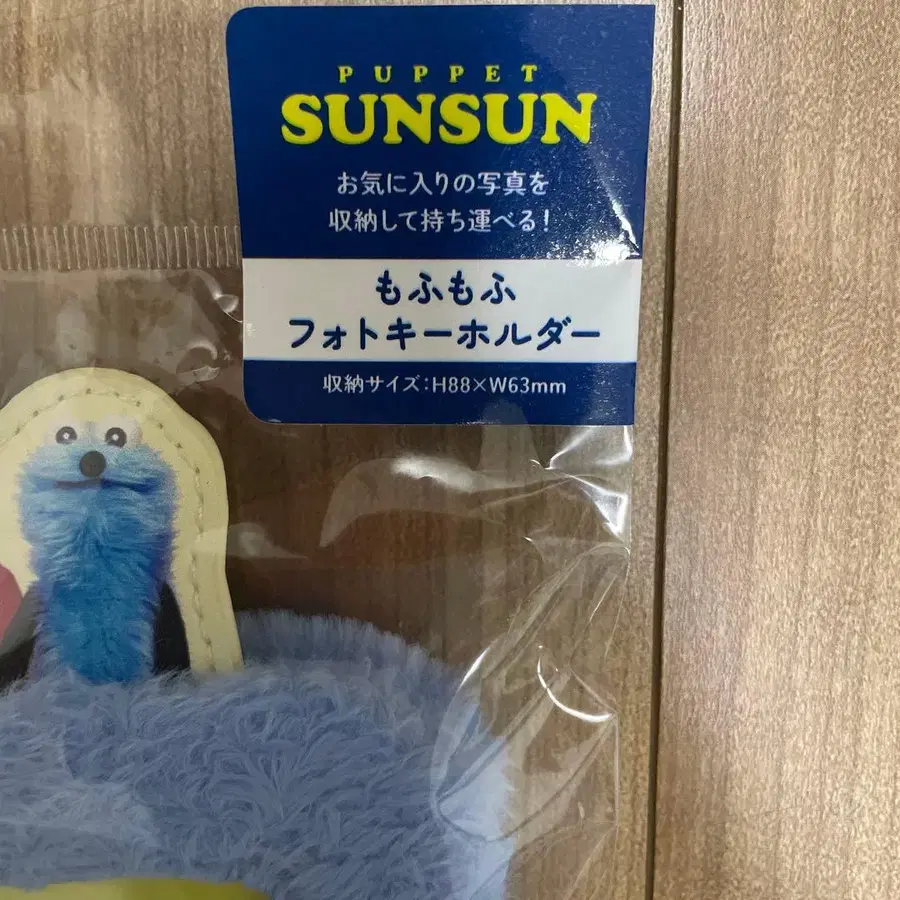 PUPPET
SUNSUN
お気に入りの写真を
収納して持ち運べる!
もふもふ
フォトキーホルダー
収納サイズ:H88×W63mm